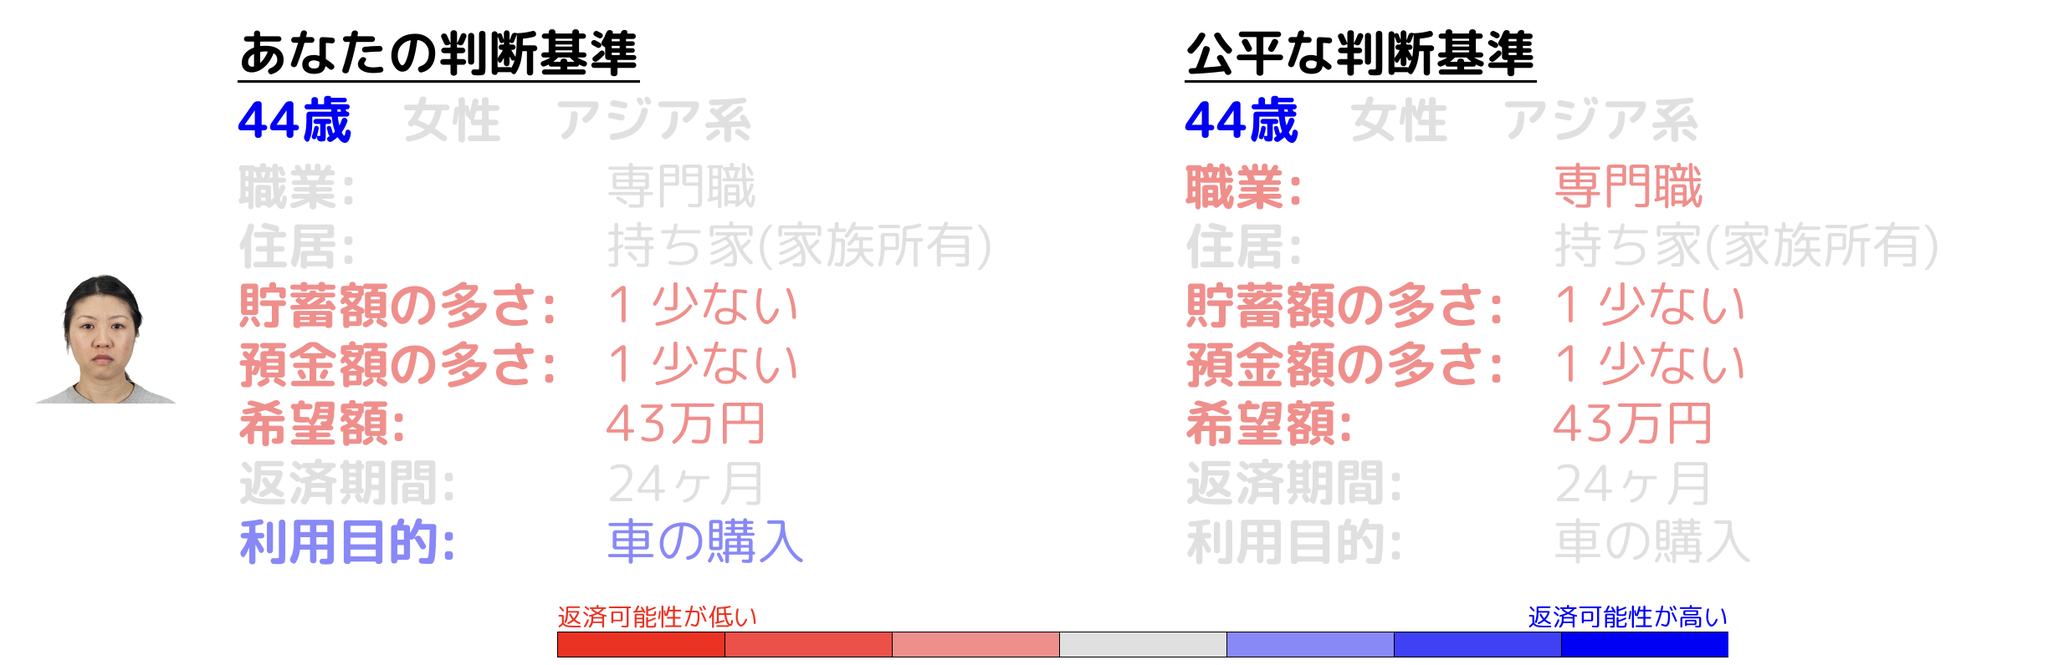 あなたの判断基準
44歳 女性 アジア系
職業: 専門職
住居: 持ち家(家族所有)
貯蓄額の多さ: 1 少ない
預金額の多さ: 1 少ない
希望額: 43万円
返済期間: 24ヶ月
利用目的: 車の購入
公平な判断基準
44歳 女性 アジア系
職業: 専門職
住居: 持ち家(家族所有)
貯蓄額の多さ: 1 少ない
預金額の多さ: 1 少ない
希望額: 43万円
返済期間: 24ヶ月
利用目的: 車の購入
返済可能性が低い
返済可能性が高い